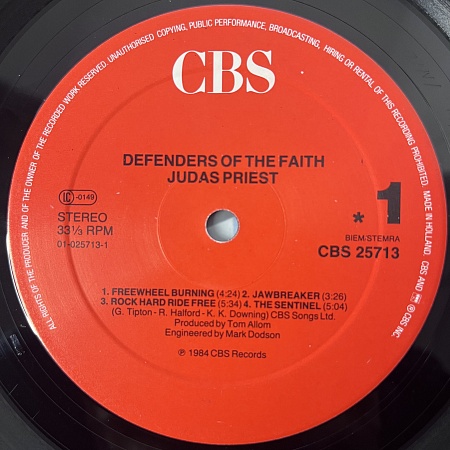 ALL RIGHTS OF THE PRODUCER AND OF THE OWNER OF THE RECORDED WORK RESERVED. UNAUTHORISED COPYING, PUBLIC PERFORMANCE, BROADCASTING, HIRING OR RENTAL OF THIS RECORDING PROHIBITED. MADE IN HOLLAND. CBS AND ARE ® CBS INC.
CBS
DEFENDERS OF THE FAITH
JUDAS PRIEST
LC -0149
STEREO
33⅓ RPM
01-025713-1
* 1
BIEM/STEMRA
CBS 25713
1. FREEWHEEL BURNING (4:24) 2. JAWBREAKER (3:26)
3. ROCK HARD RIDE FREE (5:34) 4. THE SENTINEL (5:04)
(G. Tipton - R. Halford - K. K. Downing) CBS Songs Ltd.
Produced by Tom Allom
Engineered by Mark Dodson
℗ 1984 CBS Records